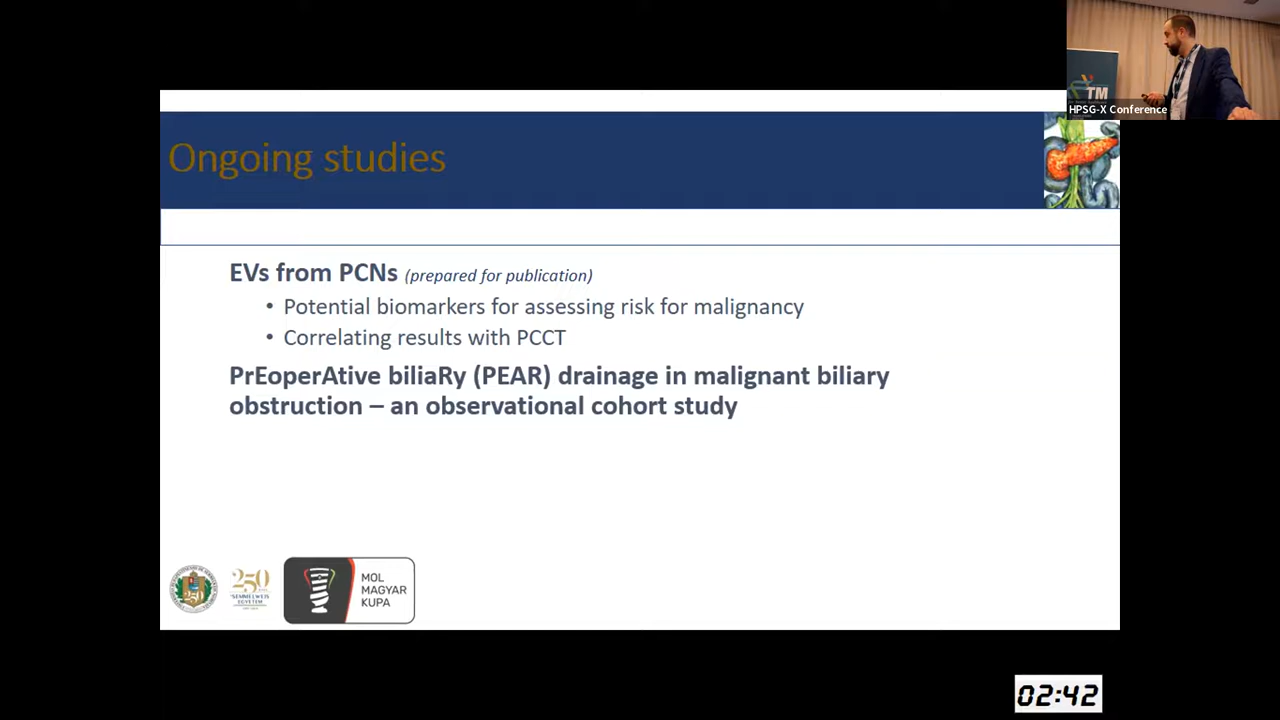 TM
HPSG-X Conference
Ongoing studies
EVs from PCNs (prepared for publication)
• Potential biomarkers for assessing risk for malignancy
• Correlating results with PCCT
PrEoperAtive biliaRy (PEAR) drainage in malignant biliary
obstruction – an observational cohort study
250
SEMMELWEIS
EGYETEM
MOL
MAGYAR
KUPA
02:42